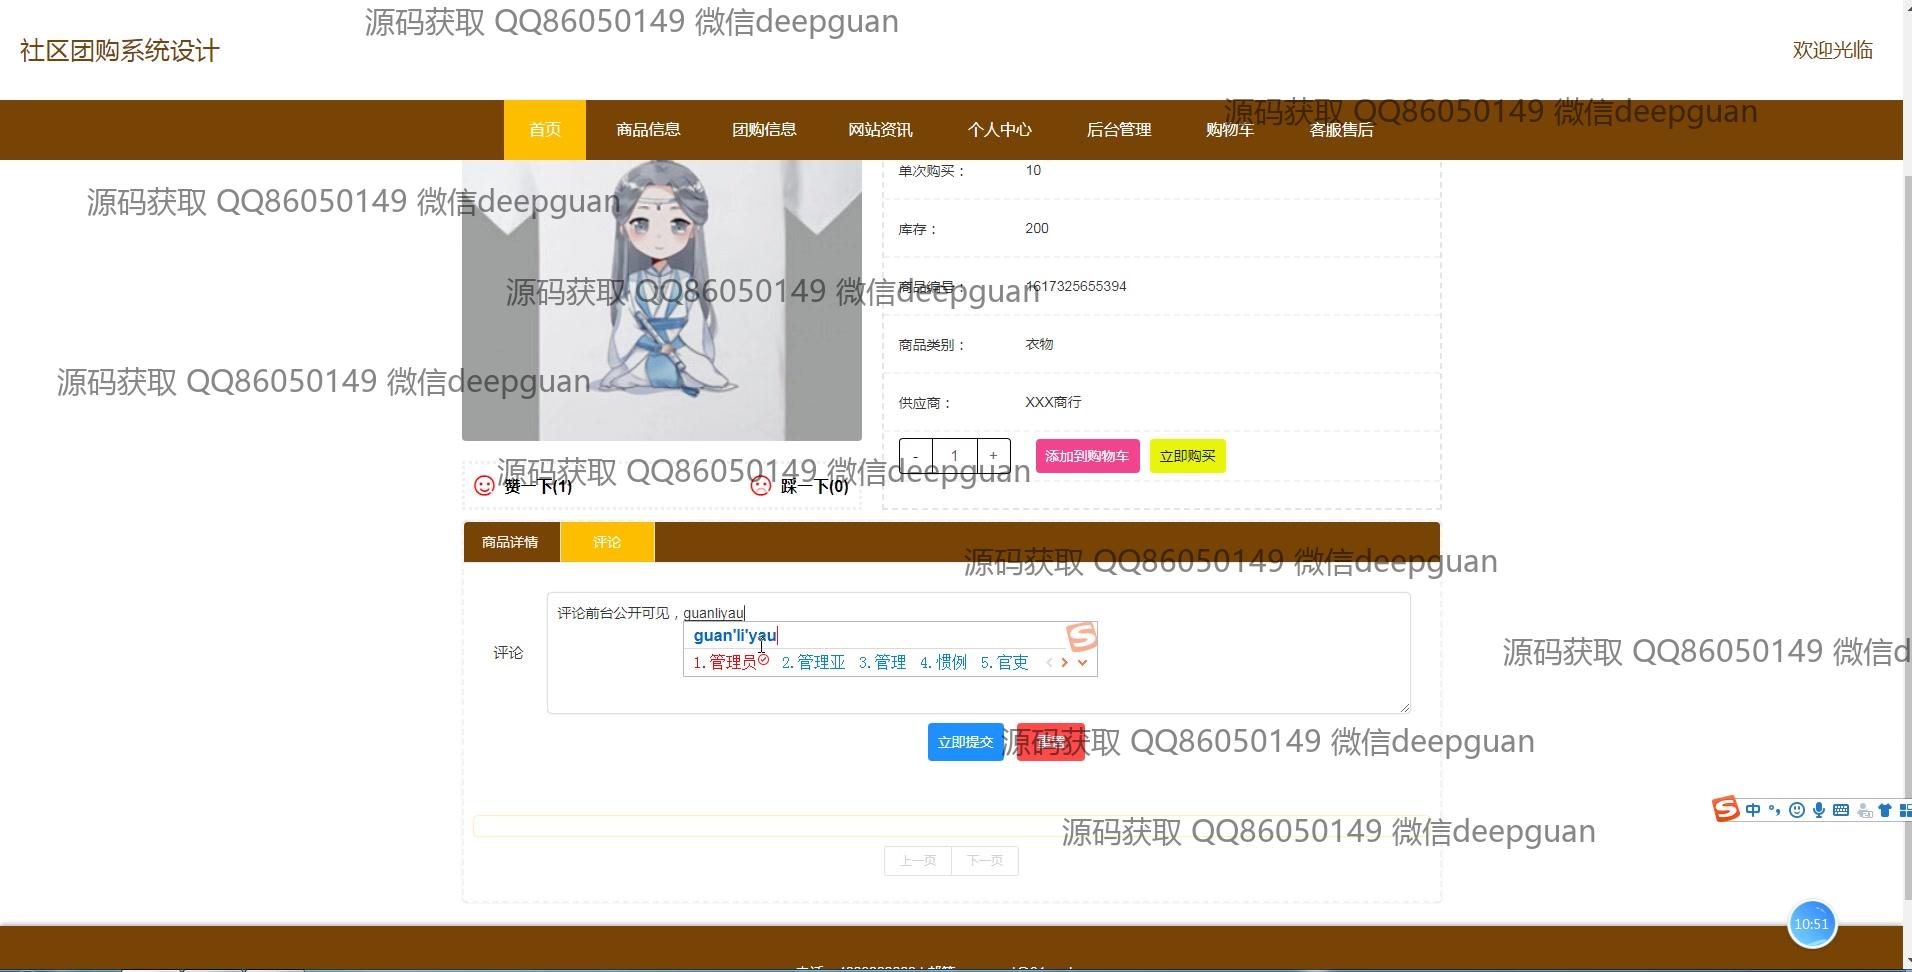 源码获取 QQ86050149 微信deepguan
社区团购系统设计
欢迎光临
源码获取 QQ86050149 微信deepguan
首页 商品信息 团购信息 网站资讯 个人中心 后台管理 购物车 客服售后
单次购买： 10
源码获取 QQ86050149 微信deepguan
库存： 200
源码获取 QQ86050149 微信deepguan
商品编号： 1617325655394
商品类别： 衣物
源码获取 QQ86050149 微信deepguan
供应商： XXX商行
- 1 + 添加到购物车 立即购买
源码获取 QQ86050149 微信deepguan
赞一下(1) 踩一下(0)
商品详情 评论
源码获取 QQ86050149 微信deepguan
评论前台公开可见，guanliyau
guan'li'yau
评论
1.管理员 2.管理亚 3.管理 4.惯例 5.官吏
源码获取 QQ86050149 微信d
立即提交 重置
源码获取 QQ86050149 微信deepguan
中
源码获取 QQ86050149 微信deepguan
上一页 下一页
10:51